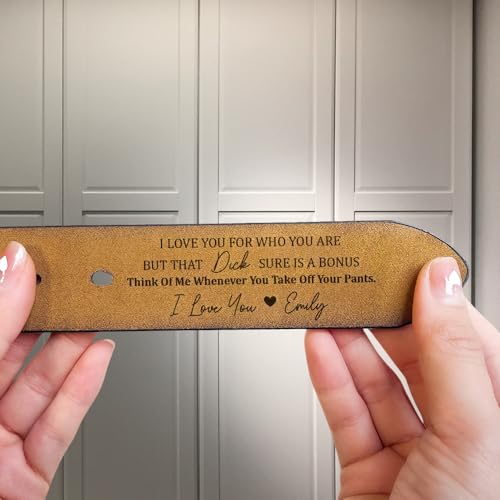 I LOVE YOU FOR WHO YOU ARE
BUT THAT Dick SURE IS A BONUS
Think Of Me Whenever You Take Off Your Pants.
I Love You ♥ Emily